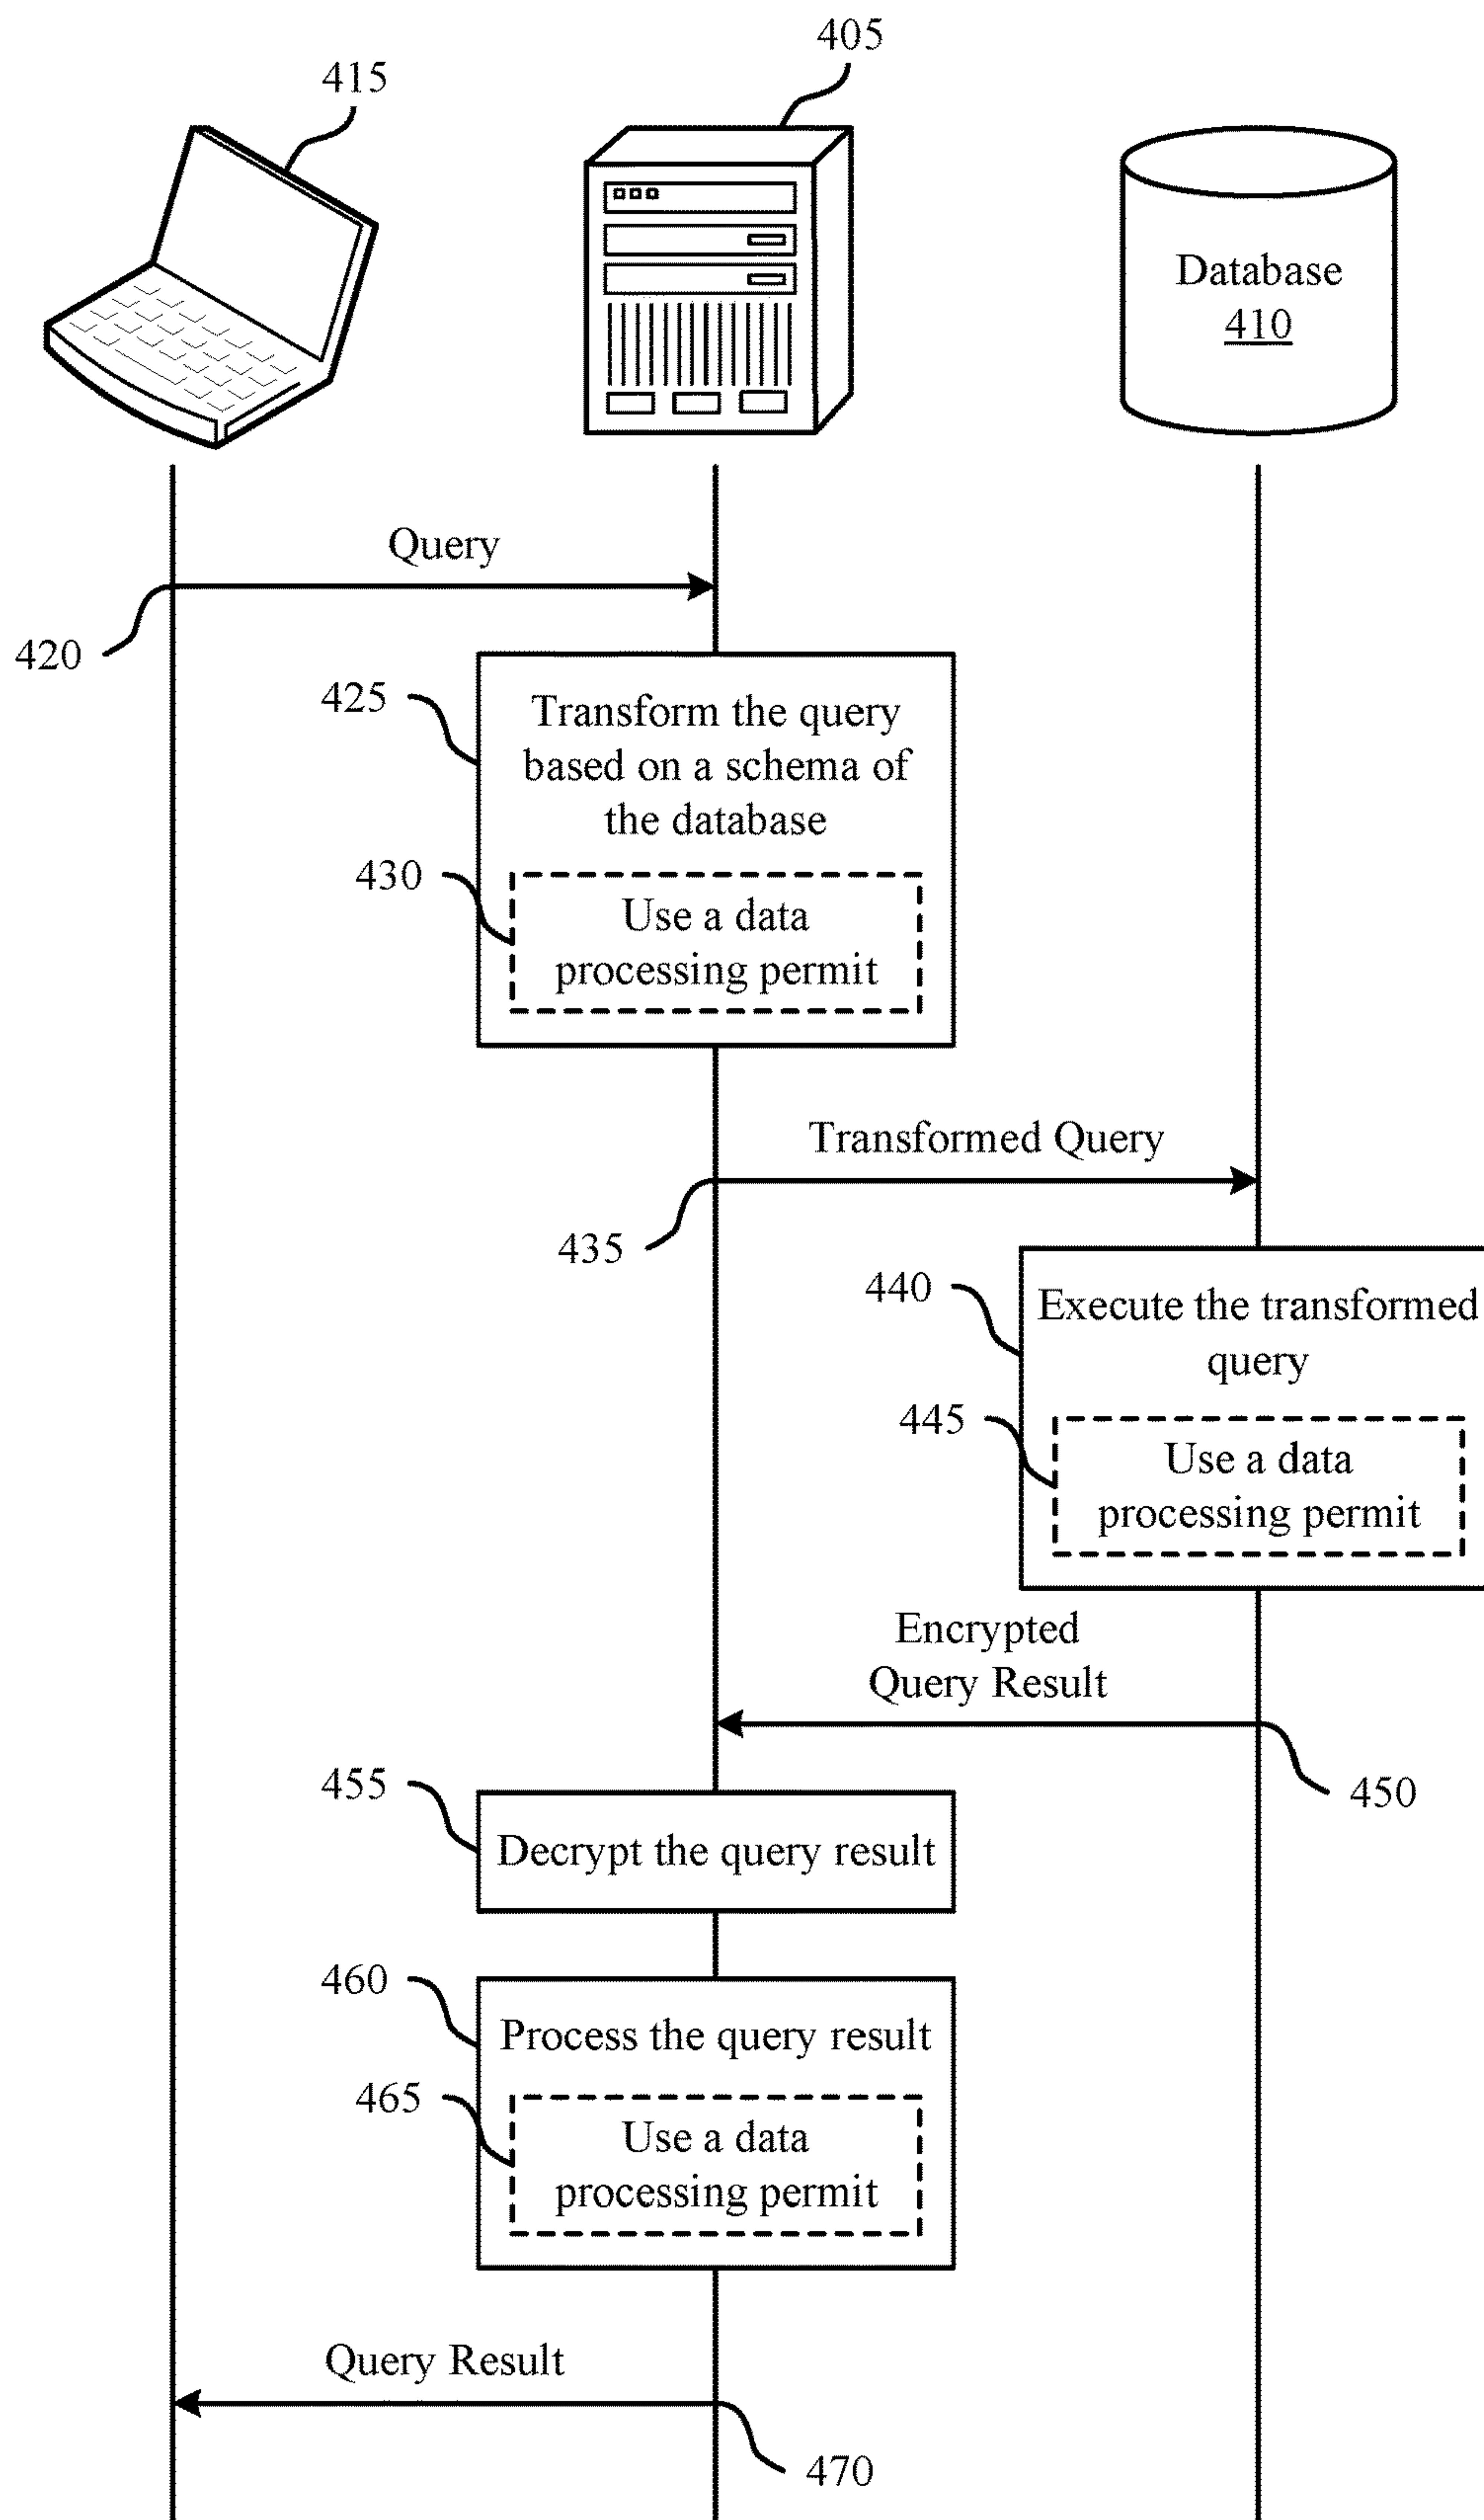 405
415
Database
410
Query
420
425
Transform the query
based on a schema of
the database
430
Use a data
processing permit
Transformed Query
435
440
Execute the transformed
query
445
Use a data
processing permit
Encrypted
Query Result
450
455
Decrypt the query result
460
Process the query result
465
Use a data
processing permit
Query Result
470